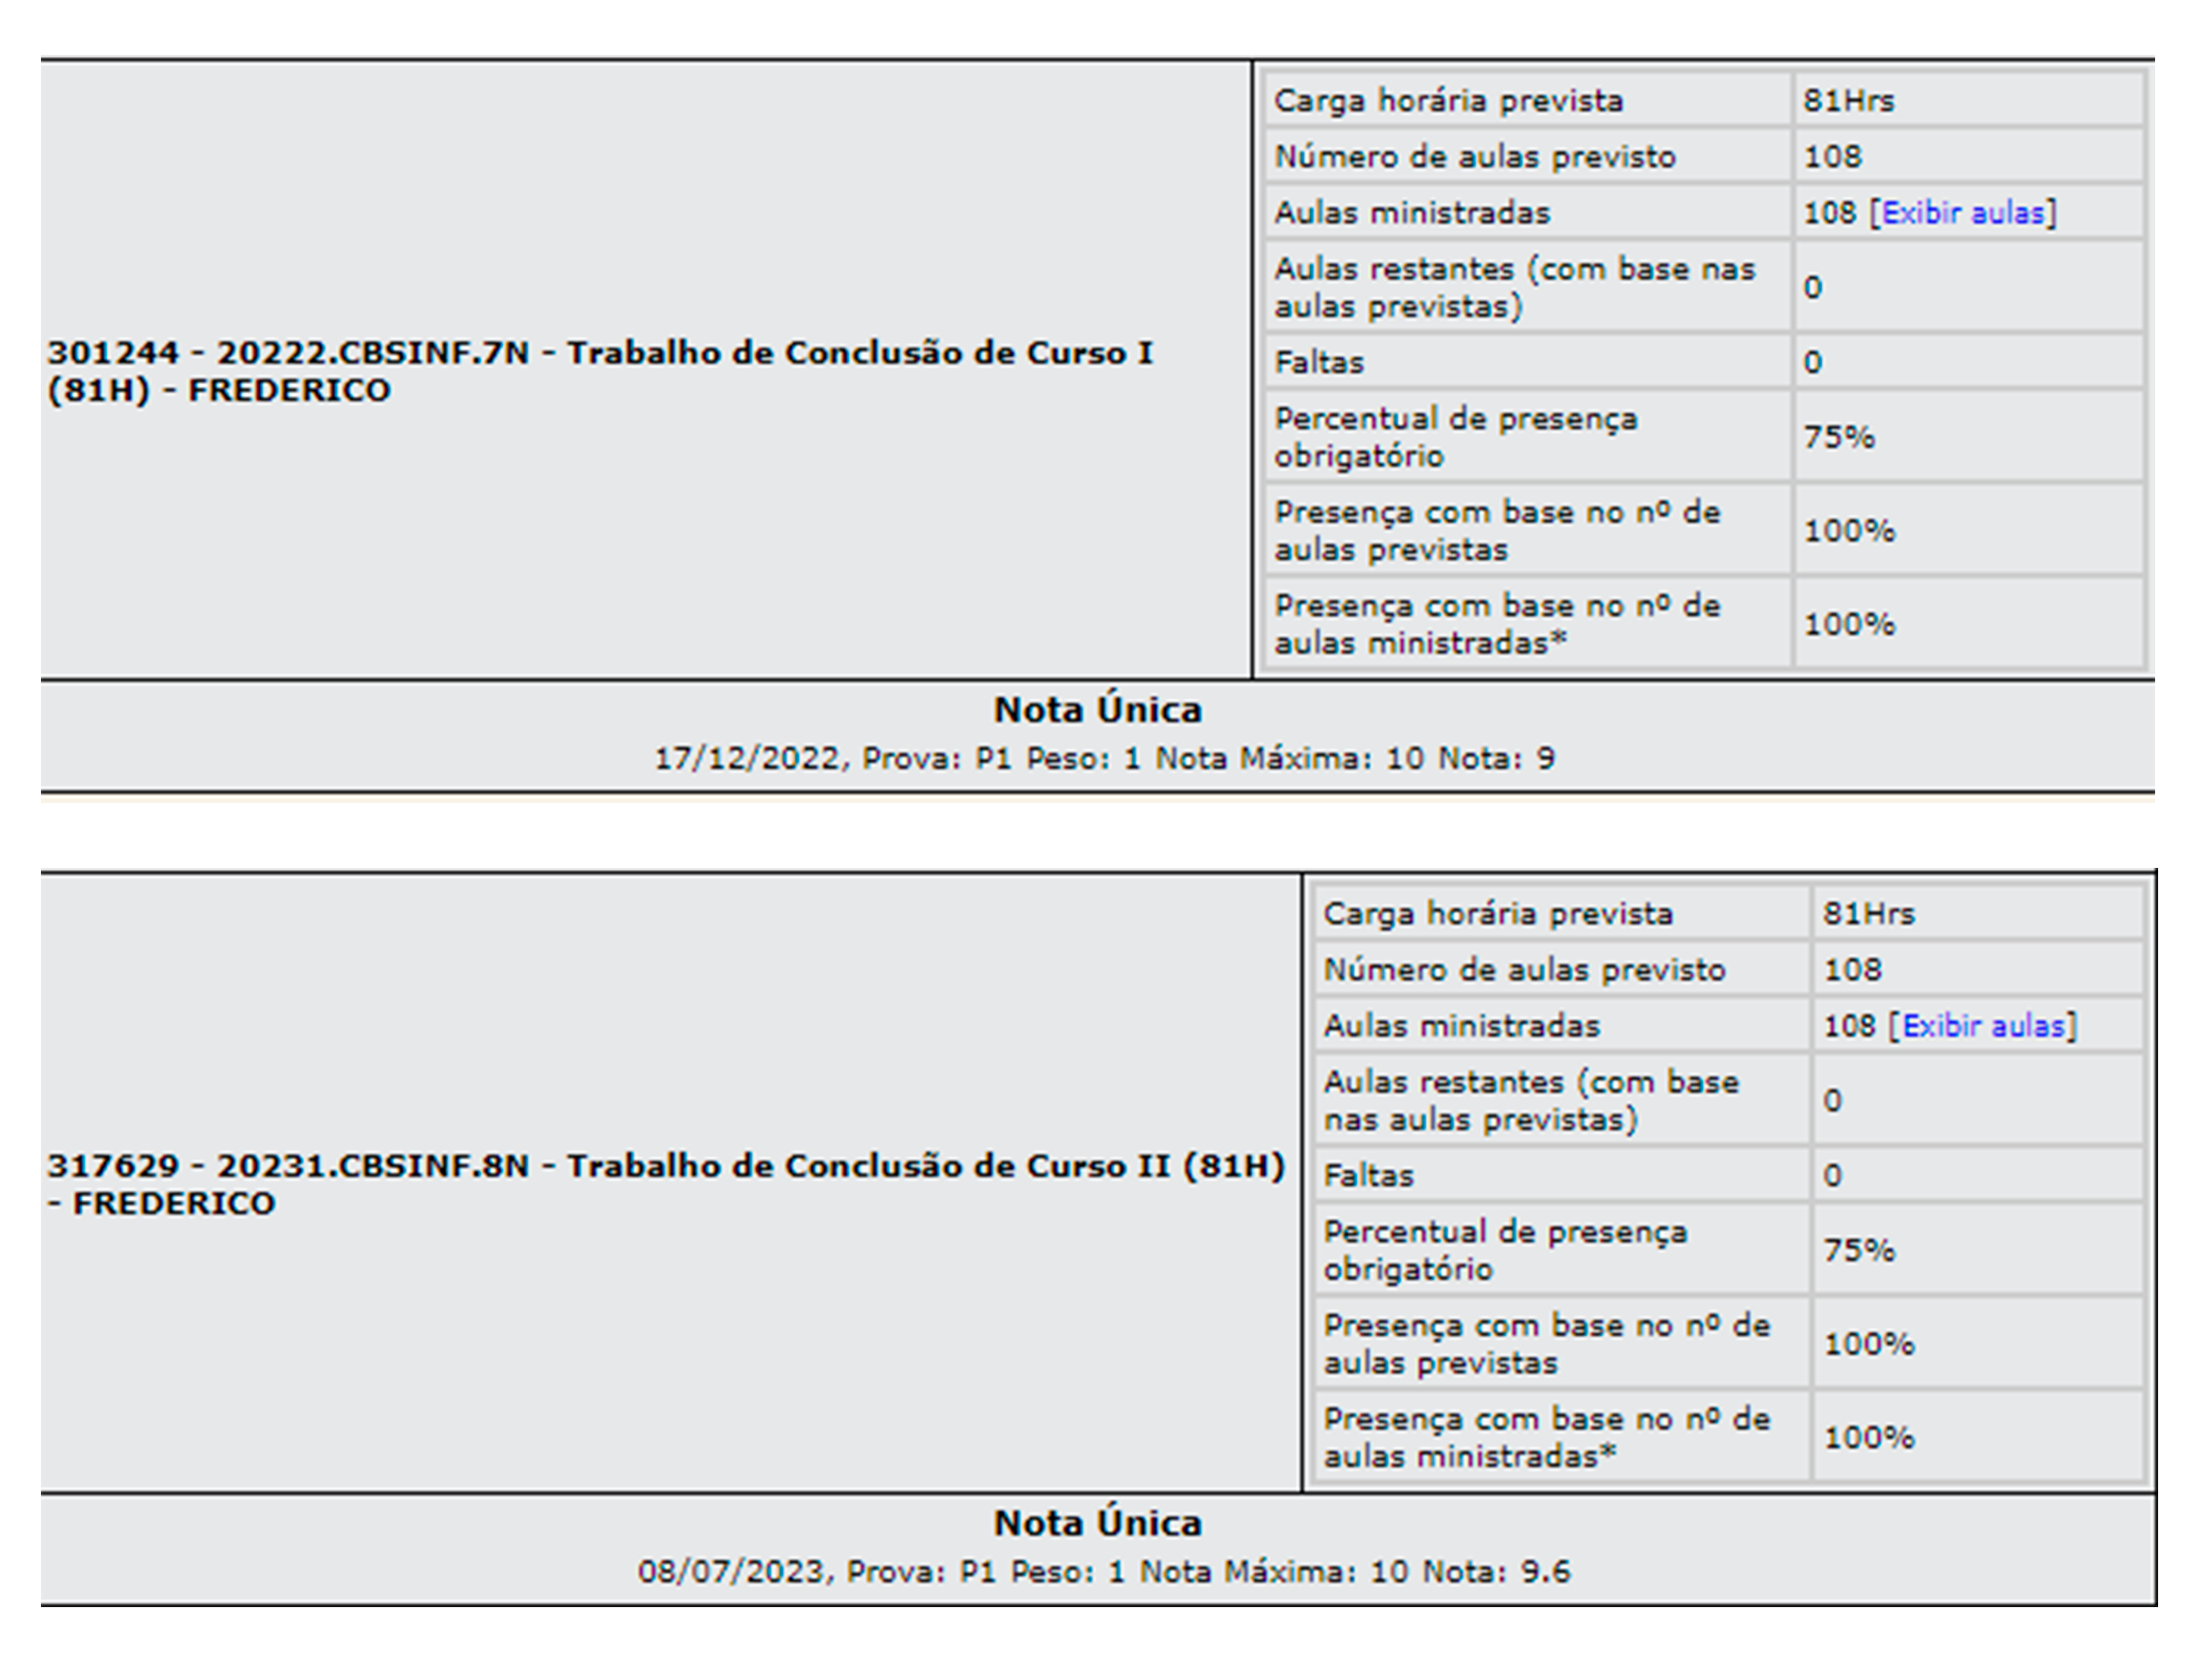 Carga horária prevista 81Hrs
Número de aulas previsto 108
Aulas ministradas 108 [Exibir aulas]
Aulas restantes (com base nas
aulas previstas) 0
301244 - 20222.CBSINF.7N - Trabalho de Conclusão de Curso I
(81H) - FREDERICO
Faltas 0
Percentual de presença
obrigatório 75%
Presença com base no nº de
aulas previstas 100%
Presença com base no nº de
aulas ministradas* 100%
Nota Única
17/12/2022, Prova: P1 Peso: 1 Nota Máxima: 10 Nota: 9
Carga horária prevista 81Hrs
Número de aulas previsto 108
Aulas ministradas 108 [Exibir aulas]
Aulas restantes (com base
nas aulas previstas) 0
317629 - 20231.CBSINF.8N - Trabalho de Conclusão de Curso II (81H)
- FREDERICO
Faltas 0
Percentual de presença
obrigatório 75%
Presença com base no nº de
aulas previstas 100%
Presença com base no nº de
aulas ministradas* 100%
Nota Única
08/07/2023, Prova: P1 Peso: 1 Nota Máxima: 10 Nota: 9.6